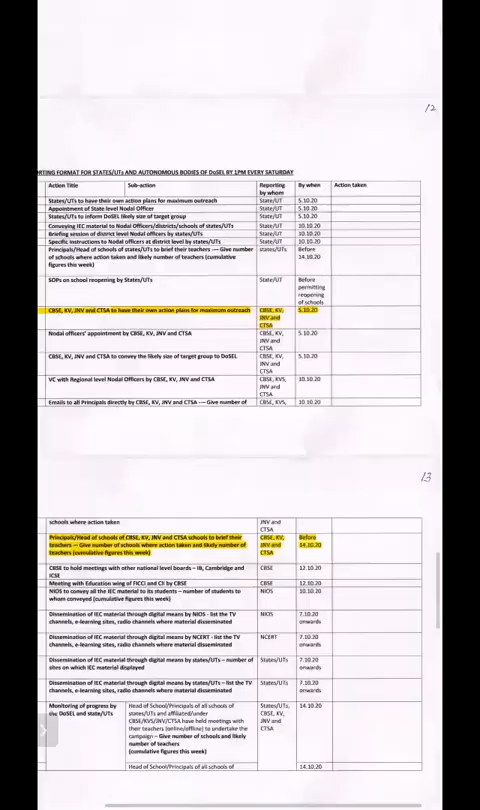 12
RTING FORMAT FOR STATES/UTs AND AUTONOMOUS BODIES OF DoSEL BY 1PM EVERY SATURDAY
Action Title Sub-action Reporting by whom By when Action taken
States/UTs to have their own action plans for maximum outreach State/UT 5.10.20
Appointment of State level Nodal Officer State/UT 5.10.20
States/UTs to inform DoSEL likely size of target group State/UT 5.10.20
Conveying IEC material to Nodal Officers/districts/schools of states/UTs State/UT 10.10.20
Briefing session of district level Nodal officers by states/UTs State/UT 10.10.20
Specific instructions to Nodal officers at district level by states/UTs State/UT 10.10.20
Principals/Head of schools of states/UTs to brief their teachers --- Give number states/UTs Before
of schools where action taken and likely number of teachers (cumulative 14.10.20
figures this week)
SOPs on school reopening by States/UTs State/UT Before
permitting
reopening
of schools
CBSE, KV, JNV and CTSA to have their own action plans for maximum outreach CBSE, KV, 5.10.20
JNV and
CTSA
Nodal officers' appointment by CBSE, KV, JNV and CTSA CBSE, KV, 5.10.20
JNV and
CTSA
CBSE, KV, JNV and CTSA to convey the likely size of target group to DoSEL CBSE, KV, 5.10.20
JNV and
CTSA
VC with Regional level Nodal Officers by CBSE, KV, JNV and CTSA CBSE, KVS, 10.10.20
JNV and
CTSA
Emails to all Principals directly by CBSE, KV, JNV and CTSA --- Give number of CBSE, KVS, 10.10.20
13
schools where action taken JNV and
CTSA
Principals/Head of schools of CBSE, KV, JNV and CTSA schools to brief their CBSE, KV, Before
teachers -- Give number of schools where action taken and likely number of JNV and 14.10.20
teachers (cumulative figures this week) CTSA
CBSE to hold meetings with other national level boards – IB, Cambridge and CBSE 12.10.20
ICSE
Meeting with Education wing of FICCI and CII by CBSE CBSE 12.10.20
NIOS to convey all the IEC material to its students – number of students to NIOS 10.10.20
whom conveyed (cumulative figures)
Dissemination of IEC material through digital means by NIOS - list the TV NIOS 7.10.20
channels, e-learning sites, radio channels where material disseminated onwards
Dissemination of IEC material through digital means by NCERT - list the TV NCERT 7.10.20
channels, e-learning sites, radio channels where material disseminated onwards
Dissemination of IEC material through digital means by states/UTs – number of States/UTs 7.10.20
sites on which IEC material displayed onwards
Dissemination of IEC material through digital means by states/UTs – list the TV States/UTs 7.10.20
channels, e-learning sites, radio channels where material disseminated onwards
Monitoring of progress by Head of School/Principals of all schools of States/UTs, 14.10.20
the DoSEL and state/UTs states/UTs and affiliated/under CBSE, KV,
CBSE/KVS/JNV/CTSA have held meetings with JNV and
their teachers (online/offline) to undertake the CTSA
campaign – Give number of schools and likely
number of teachers
(cumulative figures this week)
Head of School/Principals of all schools of 14.10.20